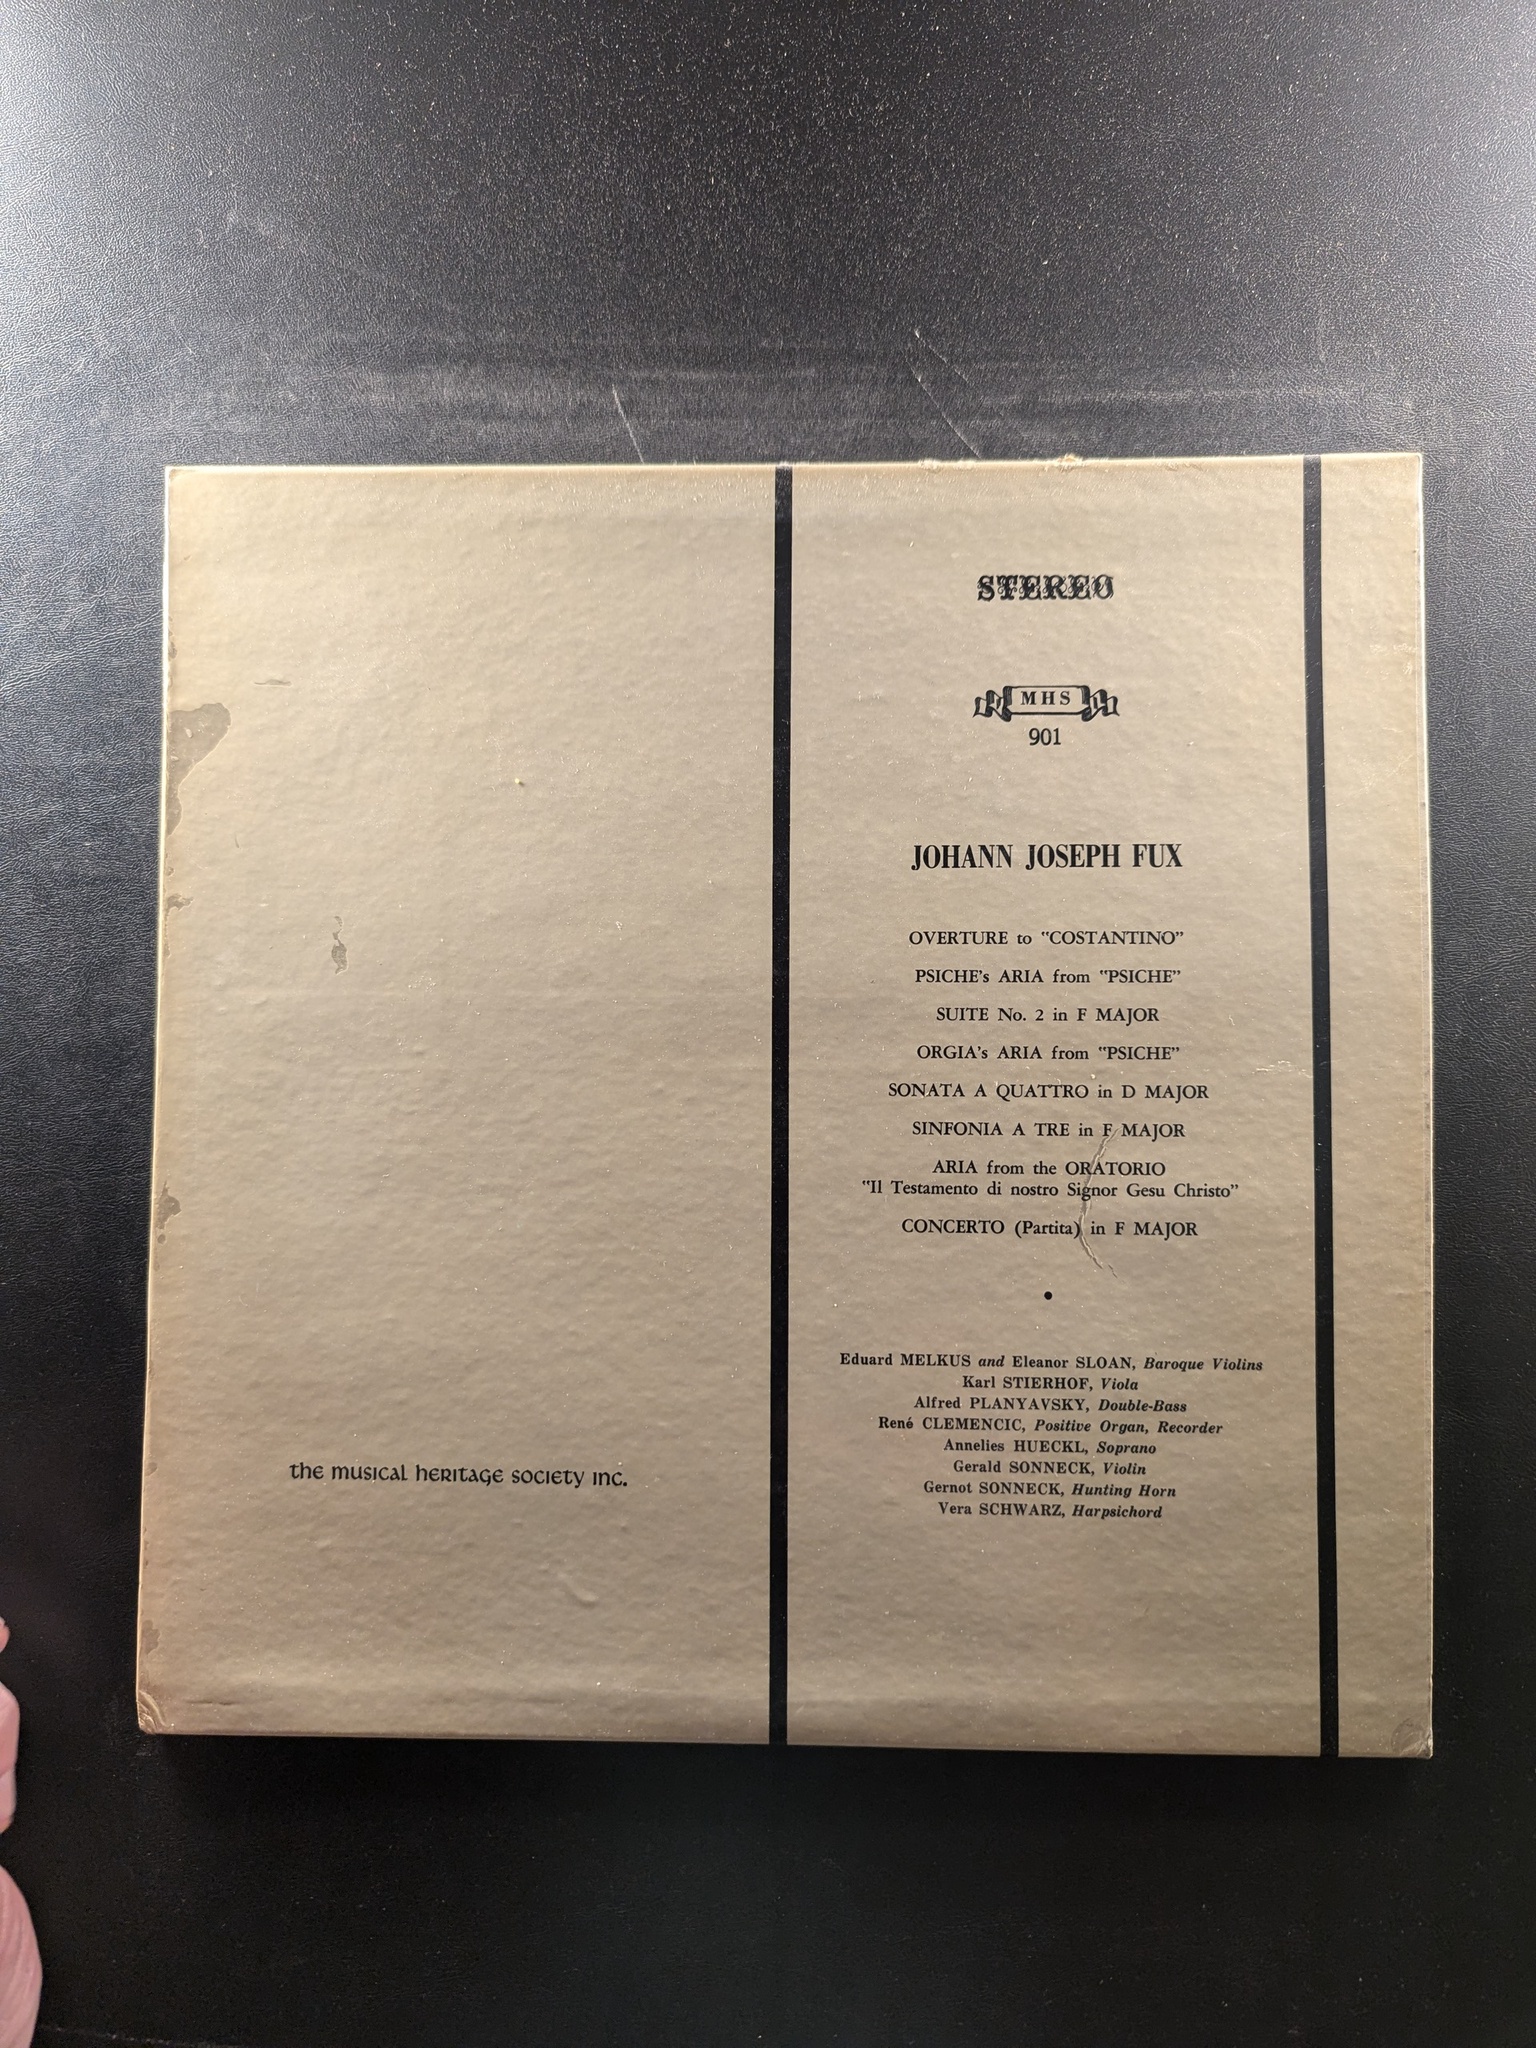 STEREO
MHS
901
JOHANN JOSEPH FUX
OVERTURE to "COSTANTINO"
PSICHE's ARIA from "PSICHE"
SUITE No. 2 in F MAJOR
ORGIA's ARIA from "PSICHE"
SONATA A QUATTRO in D MAJOR
SINFONIA A TRE in F MAJOR
ARIA from the ORATORIO
"Il Testamento di nostro Signor Gesu Christo"
CONCERTO (Partita) in F MAJOR
•
Eduard MELKUS and Eleanor SLOAN, Baroque Violins
Karl STIERHOF, Viola
Alfred PLANYAVSKY, Double-Bass
René CLEMENCIC, Positive Organ, Recorder
Annelies HUECKL, Soprano
Gerald SONNECK, Violin
Gernot SONNECK, Hunting Horn
Vera SCHWARZ, Harpsichord
the musical heritage society inc.